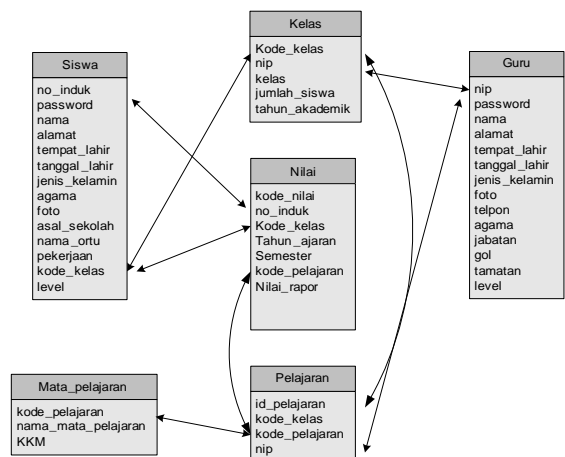 Kelas
Kode_kelas
nip
kelas
jumlah_siswa
tahun_akademik
Siswa
no_induk
password
nama
alamat
tempat_lahir
tanggal_lahir
jenis_kelamin
agama
foto
asal_sekolah
nama_ortu
pekerjaan
kode_kelas
level
Guru
nip
password
nama
alamat
tempat_lahir
tanggal_lahir
jenis_kelamin
foto
telpon
agama
jabatan
gol
tamatan
level
Nilai
kode_nilai
no_induk
Kode_kelas
Tahun_ajaran
Semester
kode_pelajaran
Nilai_rapor
Mata_pelajaran
kode_pelajaran
nama_mata_pelajaran
KKM
Pelajaran
id_pelajaran
kode_kelas
kode_pelajaran
nip